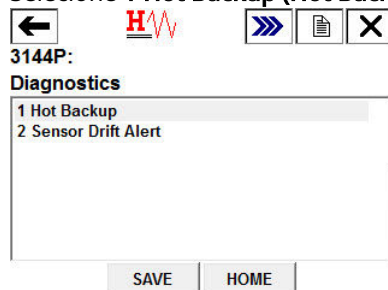 H
3144P:
Diagnostics
1 Hot Backup
2 Sensor Drift Alert
SAVE HOME